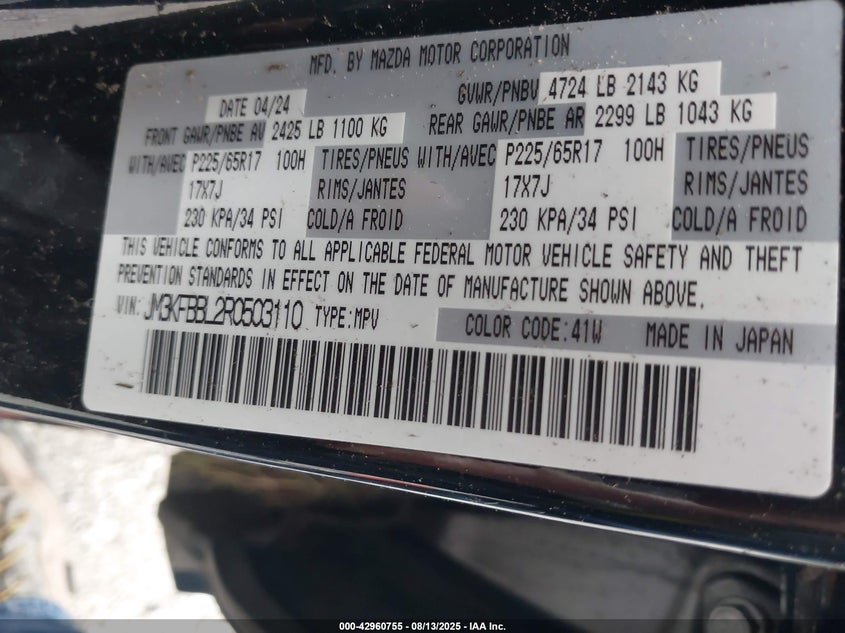 MFD. BY MAZDA MOTOR CORPORATION
DATE 04/24 GVWR/PNBV 4724 LB 2143 KG
FRONT GAWR/PNBE AV 2425 LB 1100 KG REAR GAWR/PNBE AR 2299 LB 1043 KG
WITH/AVEC P225/65R17 100H TIRES/PNEUS WITH/AVEC P225/65R17 100H TIRES/PNEUS
17X7J RIMS/JANTES 17X7J RIMS/JANTES
230 KPA/34 PSI COLD/A FROID 230 KPA/34 PSI COLD/A FROID
THIS VEHICLE CONFORMS TO ALL APPLICABLE FEDERAL MOTOR VEHICLE SAFETY AND THEFT
PREVENTION STANDARDS IN EFFECT ON THE DATE OF MANUFACTURE SHOWN ABOVE.
VIN: JM3KFBBL2R0503110 TYPE:MPV COLOR CODE:41W MADE IN JAPAN
000-42960755 - 08/13/2025 - IAA Inc.